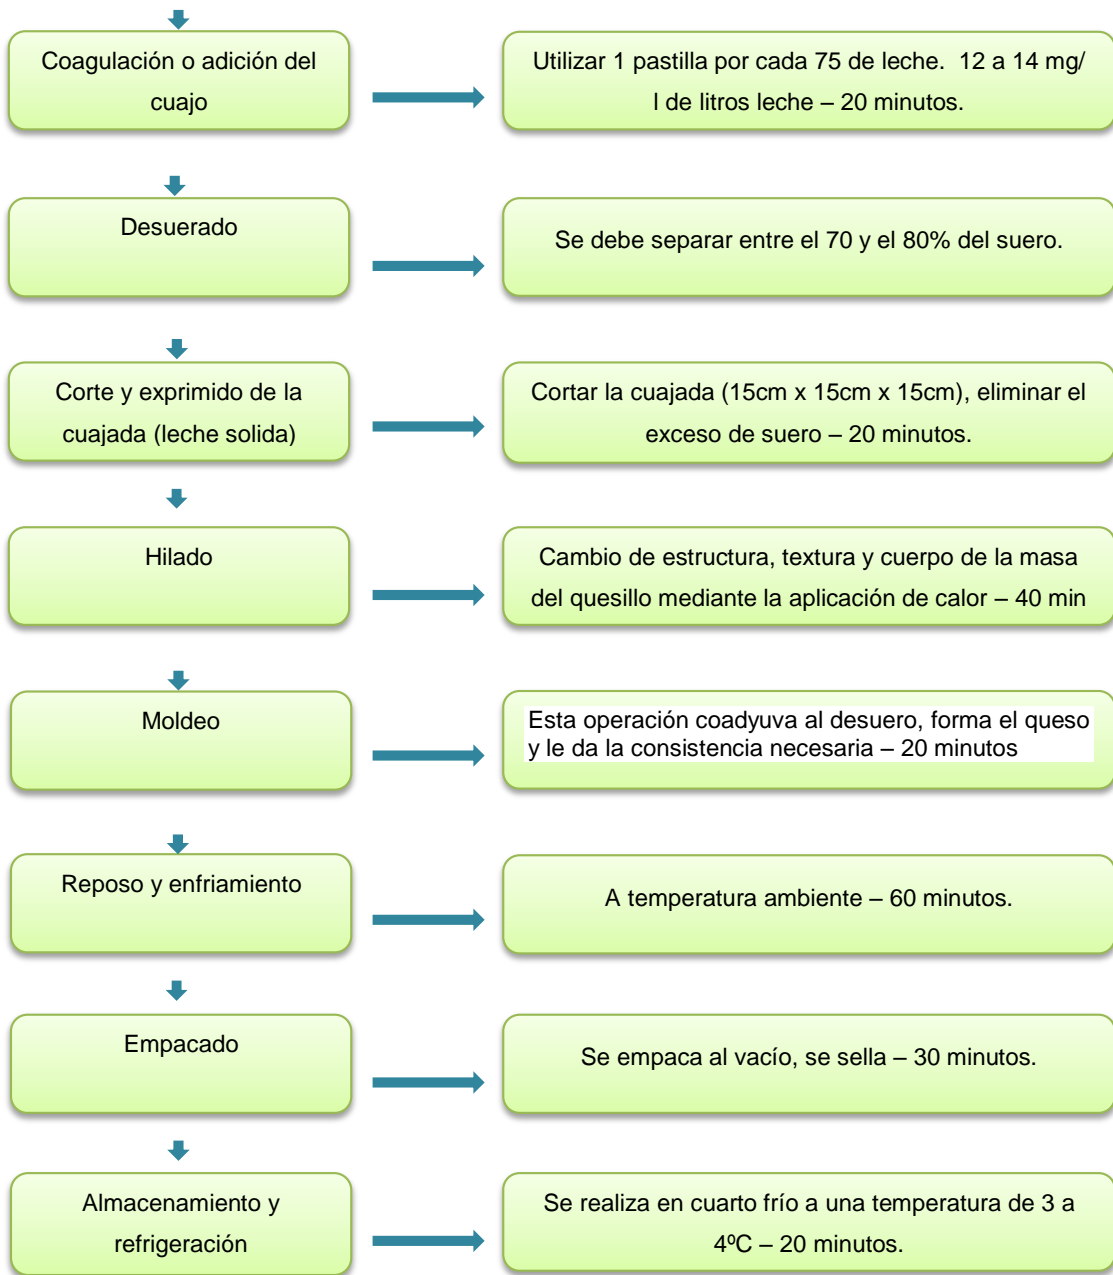 Coagulación o adición del
cuajo
Utilizar 1 pastilla por cada 75 de leche.  12 a 14 mg/
l de litros leche – 20 minutos.
Desuerado
Se debe separar entre el 70 y el 80% del suero.
Corte y exprimido de la
cuajada (leche solida)
Cortar la cuajada (15cm x 15cm x 15cm), eliminar el
exceso de suero – 20 minutos.
Hilado
Cambio de estructura, textura y cuerpo de la masa
del quesillo mediante la aplicación de calor – 40 min
Moldeo
Esta operación coadyuva al desuero, forma el queso
y le da la consistencia necesaria – 20 minutos
Reposo y enfriamiento
A temperatura ambiente – 60 minutos.
Empacado
Se empaca al vacío, se sella – 30 minutos.
Almacenamiento y
refrigeración
Se realiza en cuarto frío a una temperatura de 3 a
4ºC – 20 minutos.